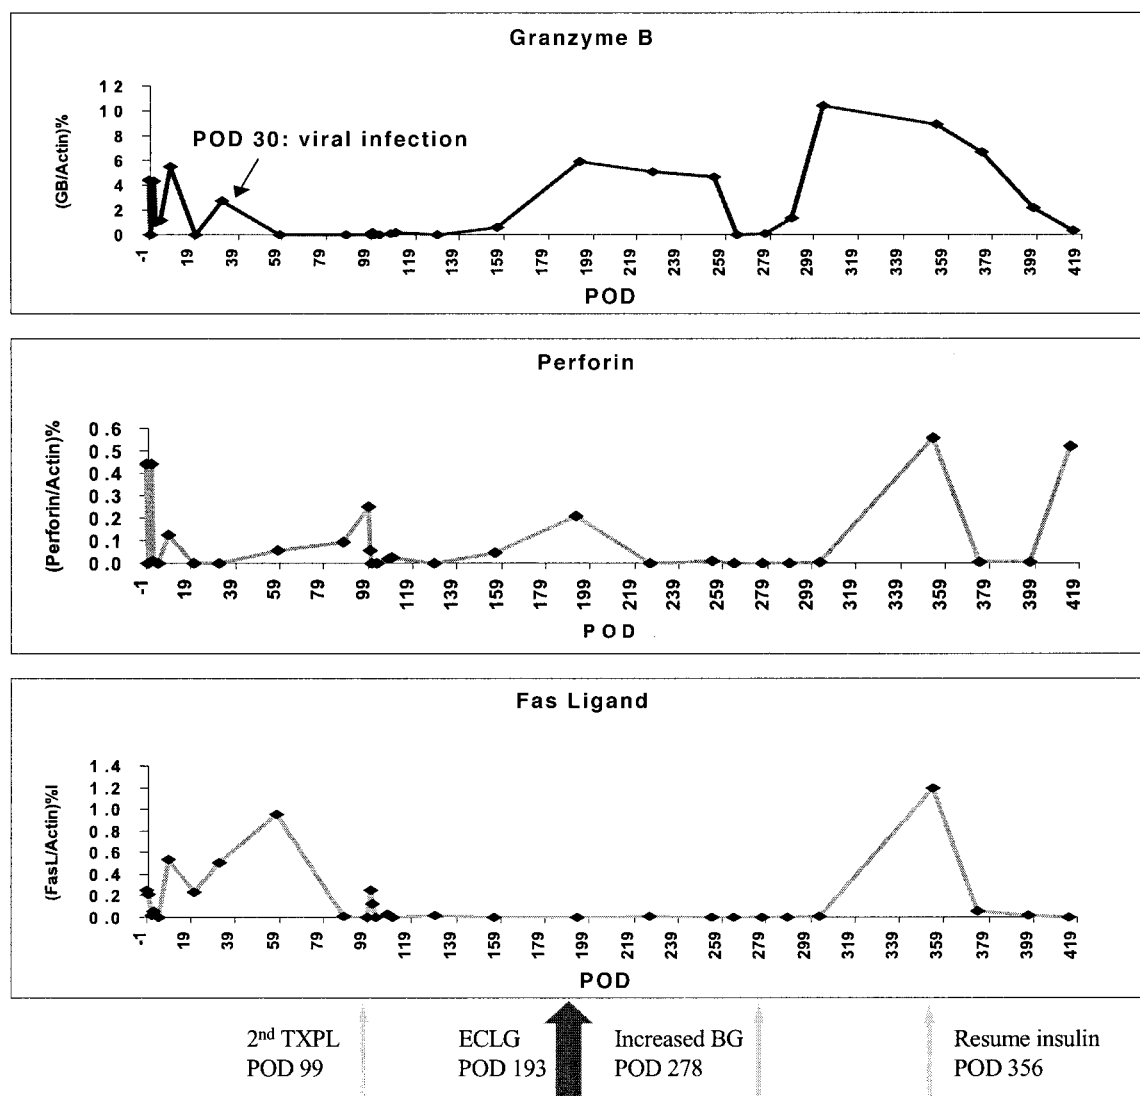 Granzyme B
(GB/Actin)%
12
10
8
6
4
2
0
POD 30: viral infection
-1 19 39 59 79 99 119 139 159 179 199 219 239 259 279 299 319 339 359 379 399 419
POD
Perforin
(Perforin/Actin)%
0.6
0.5
0.4
0.3
0.2
0.1
0.0
-1 19 39 59 79 99 119 139 159 179 199 219 239 259 279 299 319 339 359 379 399 419
POD
Fas Ligand
(FasL/Actin)%l
1.4
1.2
1.0
0.8
0.6
0.4
0.2
0.0
-1 19 39 59 79 99 119 139 159 179 199 219 239 259 279 299 319 339 359 379 399 419
POD
2nd TXPL
POD 99
ECLG
POD 193
Increased BG
POD 278
Resume insulin
POD 356